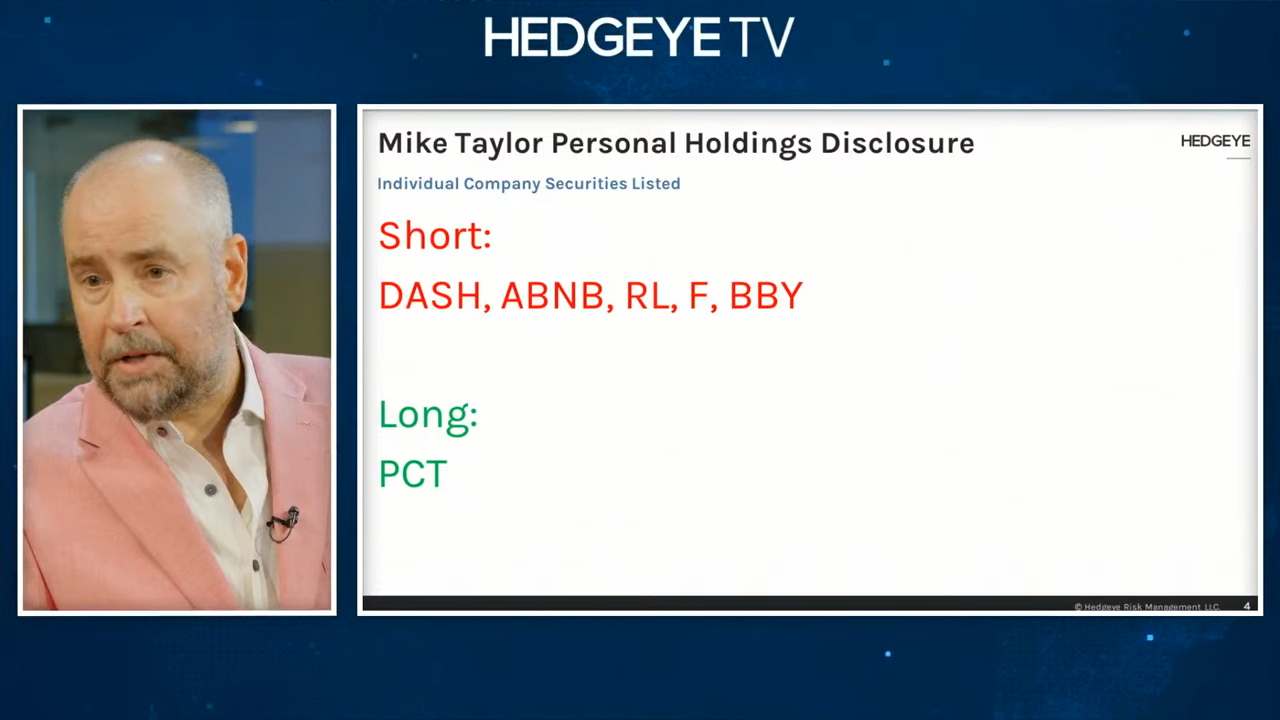 HEDGEYE TV
Mike Taylor Personal Holdings Disclosure
HEDGEYE
Individual Company Securities Listed
Short:
DASH, ABNB, RL, F, BBY
Long:
PCT
© Hedgeye Risk Management LLC.
4